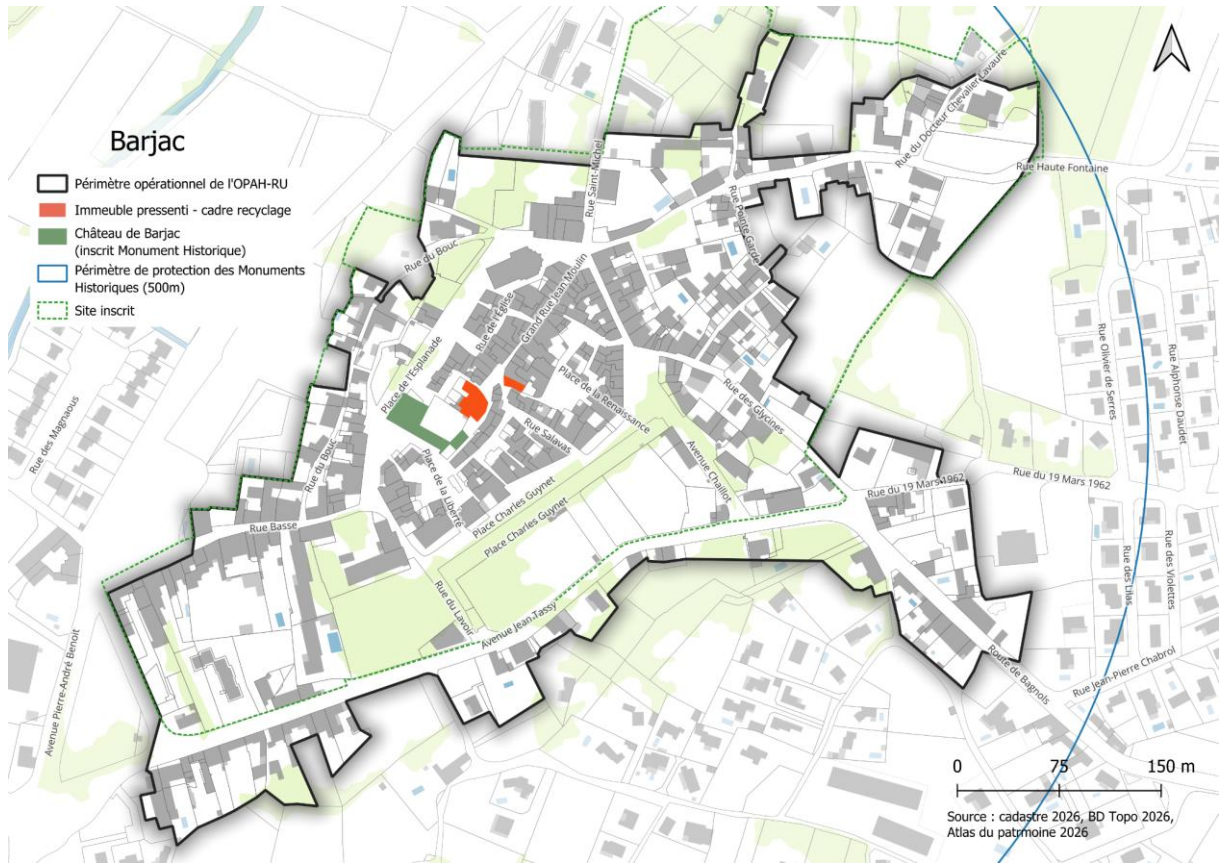 Barjac
Périmètre opérationnel de l'OPAH-RU
Immeuble pressenti - cadre recyclage
Château de Barjac
(inscrit Monument Historique)
Périmètre de protection des Monuments
Historiques (500m)
Site inscrit
Rue du Docteur Chevalier Lavaure
Rue Haute Fontaine
Rue Saint-Michel
Rue Pointe Garde
Rue du Bouc
Rue de l'Église
Grand Rue Jean Moulin
Place de l'Esplanade
Place de la Renaissance
Rue des Glycines
Rue Olivier de Serres
Rue Alphonse Daudet
Rue des Magnaous
Rue du Bouc
Rue Salavas
Place de la Liberté
Avenue Chaillot
Rue du 19 Mars 1962
Rue du 19 Mars 1962
Place Charles Guynet
Place Charles Guynet
Rue Basse
Rue du Lavoir
Avenue Jean Tassy
Rue des Lilas
Rue des Violettes
Route de Bagnols
Rue Jean-Pierre Chabrol
Avenue Pierre-André Benoit
0 75 150 m
Source : cadastre 2026, BD Topo 2026,
Atlas du patrmoine 2026